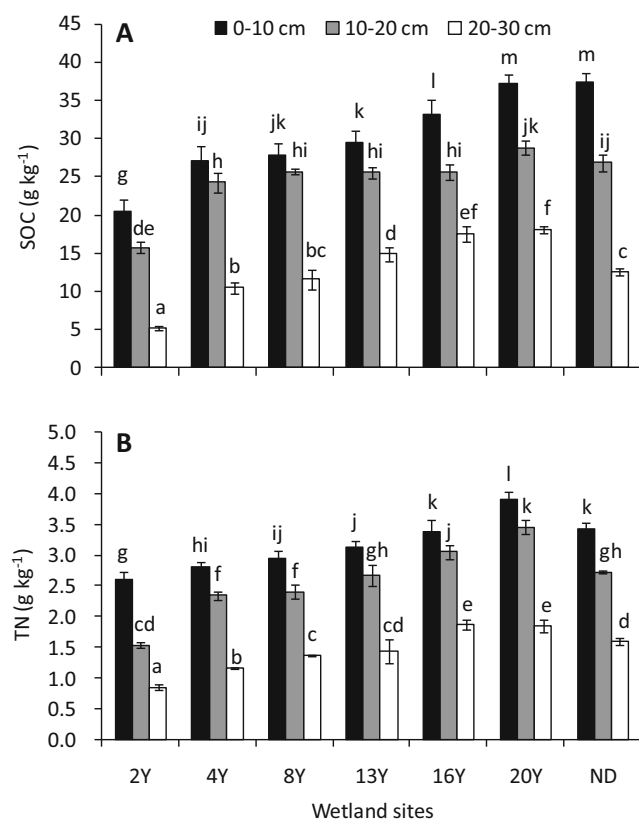 A
0-10 cm 10-20 cm 20-30 cm
SOC (g kg⁻¹)
45
40
35
30
25
20
15
10
5
0
g de a
ij h b
jk hi bc
k hi d
l hi ef
m jk f
m ij c
B
TN (g kg⁻¹)
5.0
4.5
4.0
3.5
3.0
2.5
2.0
1.5
1.0
0.5
0.0
g cd a
hi f b
ij f c
j gh cd
k j e
l k e
k gh d
2Y 4Y 8Y 13Y 16Y 20Y ND
Wetland sites